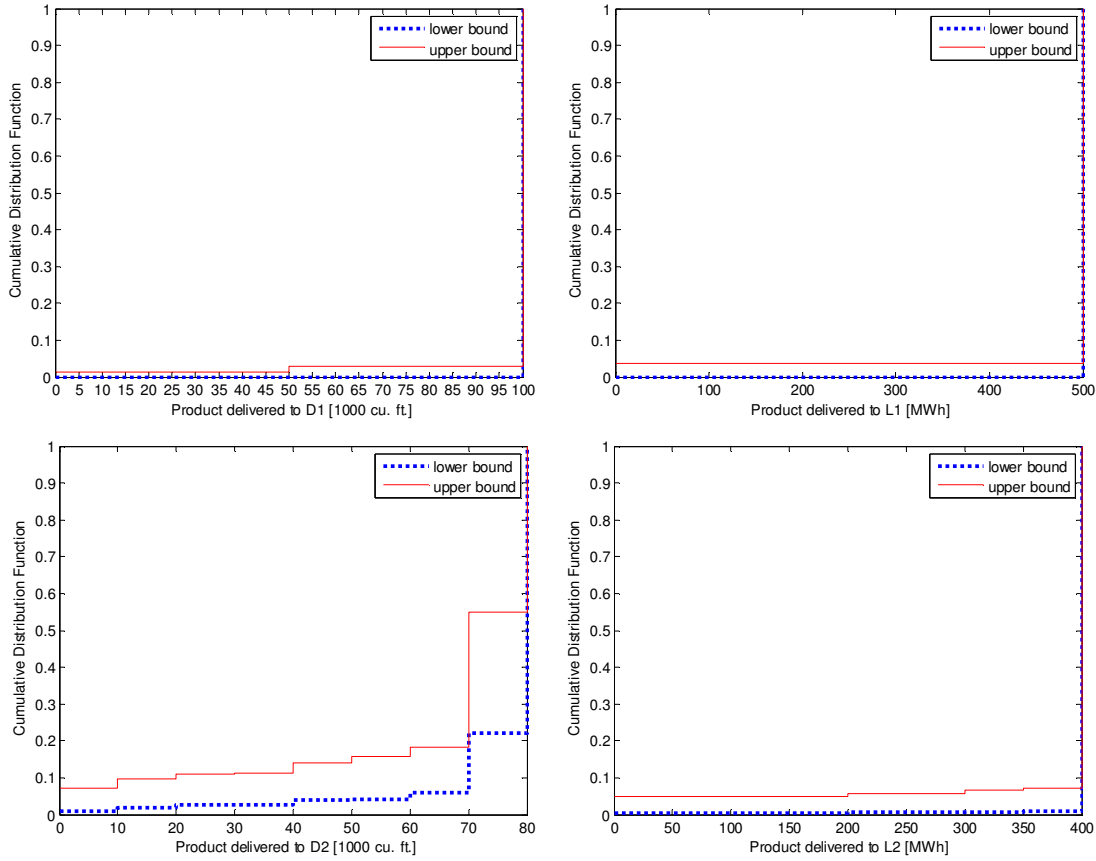 1
0.9
0.8
0.7
0.6
0.5
0.4
0.3
0.2
0.1
0
Cumulative Distribution Function
lower bound
upper bound
0 5 10 15 20 25 30 35 40 45 50 55 60 65 70 75 80 85 90 95 100
Product delivered to D1 [1000 cu. ft.]
1
0.9
0.8
0.7
0.6
0.5
0.4
0.3
0.2
0.1
0
Cumulative Distribution Function
lower bound
upper bound
0 100 200 300 400 500
Product delivered to L1 [MWh]
1
0.9
0.8
0.7
0.6
0.5
0.4
0.3
0.2
0.1
0
Cumulative Distribution Function
lower bound
upper bound
0 10 20 30 40 50 60 70 80
Product delivered to D2 [1000 cu. ft.]
1
0.9
0.8
0.7
0.6
0.5
0.4
0.3
0.2
0.1
0
Cumulative Distribution Function
lower bound
upper bound
0 50 100 150 200 250 300 350 400
Product delivered to L2 [MWh]